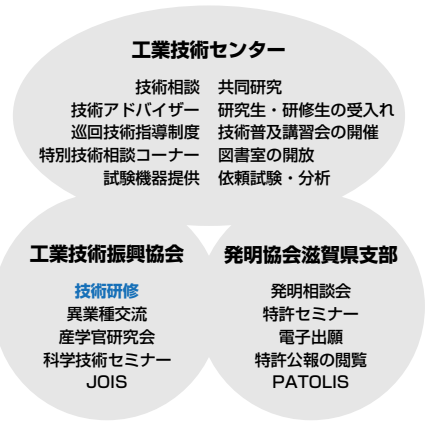 工業技術センター
技術相談 共同研究
技術アドバイザー 研究生・研修生の受入れ
巡回技術指導制度 技術普及講習会の開催
特別技術相談コーナー 図書室の開放
試験機器提供 依頼試験・分析
工業技術振興協会
技術研修
異業種交流
産学官研究会
科学技術セミナー
JOIS
発明協会滋賀県支部
発明相談会
特許セミナー
電子出願
特許公報の閲覧
PATOLIS